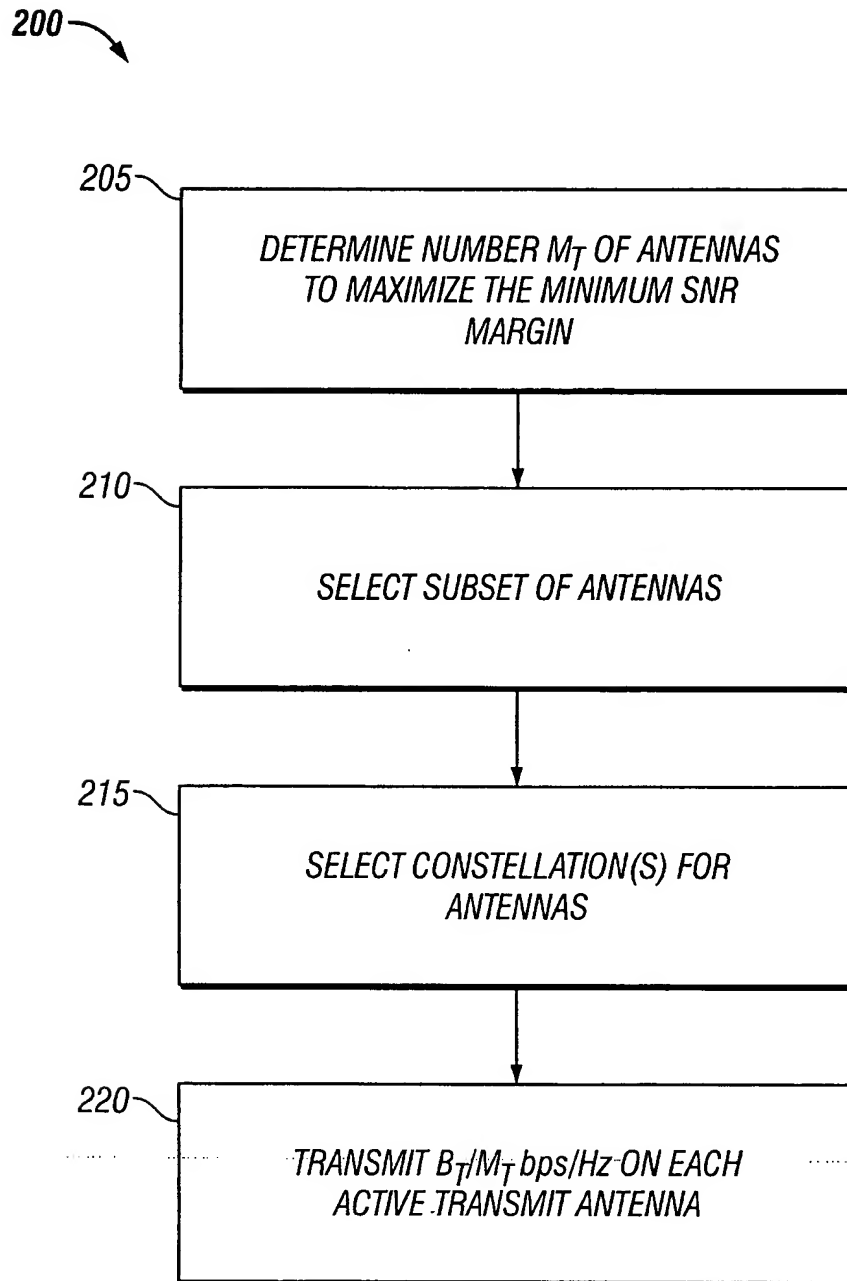 200
205
DETERMINE NUMBER M_T OF ANTENNAS
TO MAXIMIZE THE MINIMUM SNR
MARGIN
210
SELECT SUBSET OF ANTENNAS
215
SELECT CONSTELLATION(S) FOR
ANTENNAS
220
TRANSMIT B_T/M_T bps/Hz ON EACH
ACTIVE TRANSMIT ANTENNA